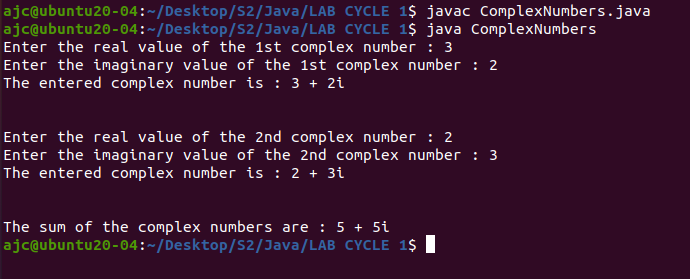 ajc@ubuntu20-04:~/Desktop/S2/Java/LAB CYCLE 1$ javac ComplexNumbers.java
ajc@ubuntu20-04:~/Desktop/S2/Java/LAB CYCLE 1$ java ComplexNumbers
Enter the real value of the 1st complex number : 3
Enter the imaginary value of the 1st complex number : 2
The entered complex number is : 3 + 2i
Enter the real value of the 2nd complex number : 2
Enter the imaginary value of the 2nd complex number : 3
The entered complex number is : 2 + 3i
The sum of the complex numbers are : 5 + 5i
ajc@ubuntu20-04:~/Desktop/S2/Java/LAB CYCLE 1$